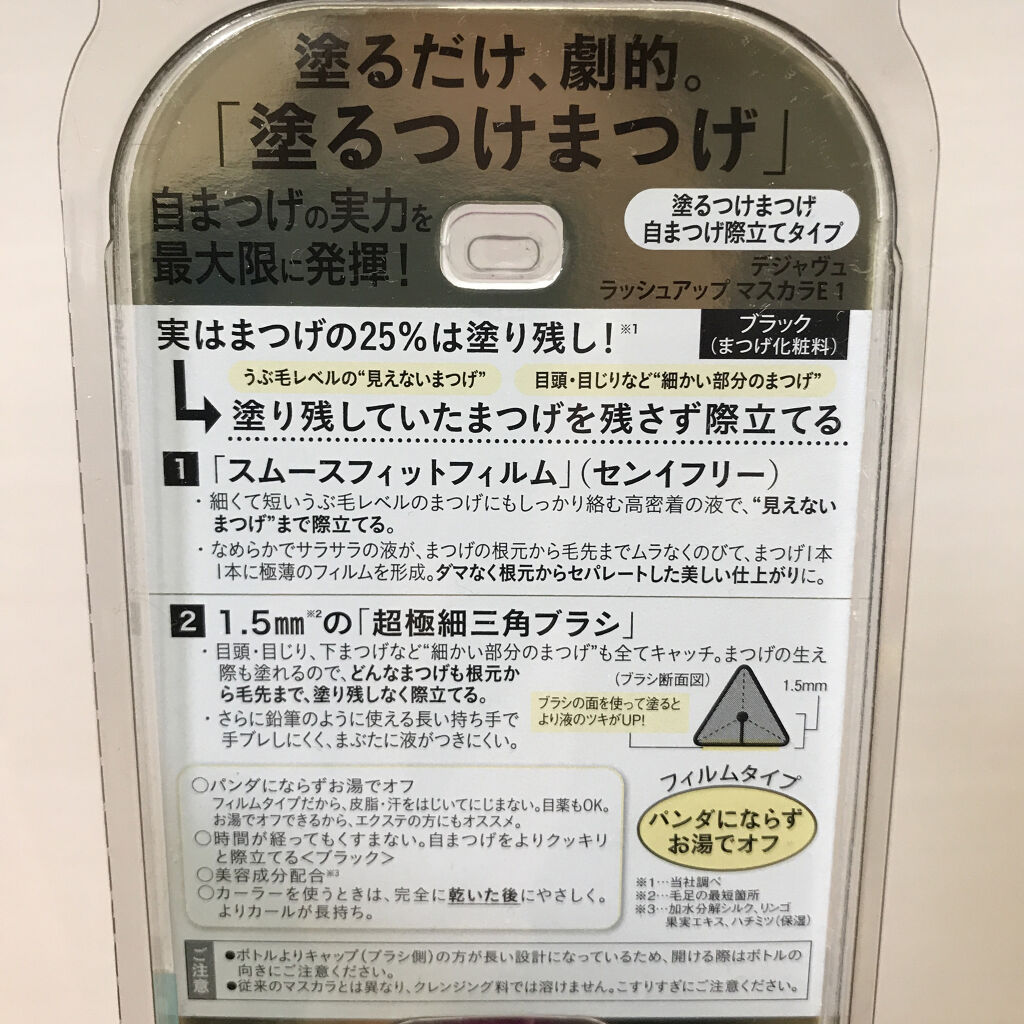 塗るだけ、劇的。
「塗るつけまつげ」
自まつげの実力を
最大限に発揮！
塗るつけまつげ
自まつげ際立てタイプ
デジャヴュ
ラッシュアップ マスカラE 1
ブラック
（まつげ化粧料）
実はまつげの25%は塗り残し！※1
うぶ毛レベルの“見えないまつげ”
目頭・目じりなど“細かい部分のまつげ”
塗り残していたまつげを残さず際立てる
1 「スムースフィットフィルム」（センイフリー）
・細くて短いうぶ毛レベルのまつげにもしっかり絡む高密着の液で、“見えない
まつげ”まで際立てる。
・なめらかでサラサラの液が、まつげの根元から毛先までムラなくのびて、まつげ1本
1本に極薄のフィルムを形成。ダマなく根元からセパレートした美しい仕上がりに。
2 1.5mm※2の「超極細三角ブラシ」
・目頭・目じり、下まつげなど“細かい部分のまつげ”も全てキャッチ。まつげの生え
際も塗れるので、どんなまつげも根元か
ら毛先まで、塗り残しなく際立てる。
・さらに鉛筆のように使える長い持ち手で
手ブレしにくく、まぶたに液がつきにくい。
（ブラシ断面図）
1.5mm
ブラシの面を使って塗ると
より液のツキがUP!
○パンダにならずお湯でオフ
フィルムタイプだから、皮脂・汗をはじいてにじまない。目薬もOK。
お湯でオフできるから、エクステの方にもオススメ。
○時間が経ってもくすまない。自まつげをよりクッキリ
と際立てる＜ブラック＞
○美容成分配合※3
○カーラーを使うときは、完全に乾いた後にやさしく。
よりカールが長持ち。
フィルムタイプ
パンダにならず
お湯でオフ
※1…当社調べ
※2…毛足の最短箇所
※3…加水分解シルク、リンゴ
果実エキス、ハチミツ（保湿）
ご注意
●ボトルよりキャップ（ブラシ側）の方が長い設計になっているため、開ける際はボトルの
向きにご注意ください。
●従来のマスカラとは異なり、クレンジング料では溶けません。こすりすぎにご注意ください。